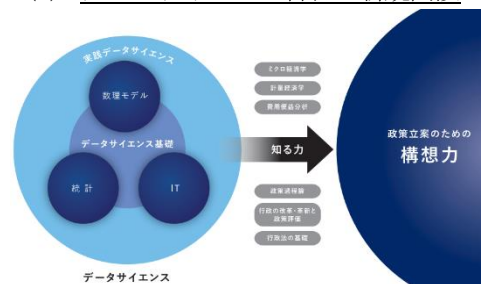 実践データサイエンス
数理モデル
データサイエンス基礎
統計
IT
データサイエンス
ミクロ経済学
計量経済学
費用便益分析
知る力
政策過程論
行政の改革・革新と
政策評価
行政法の基礎
政策立案のための
構想力